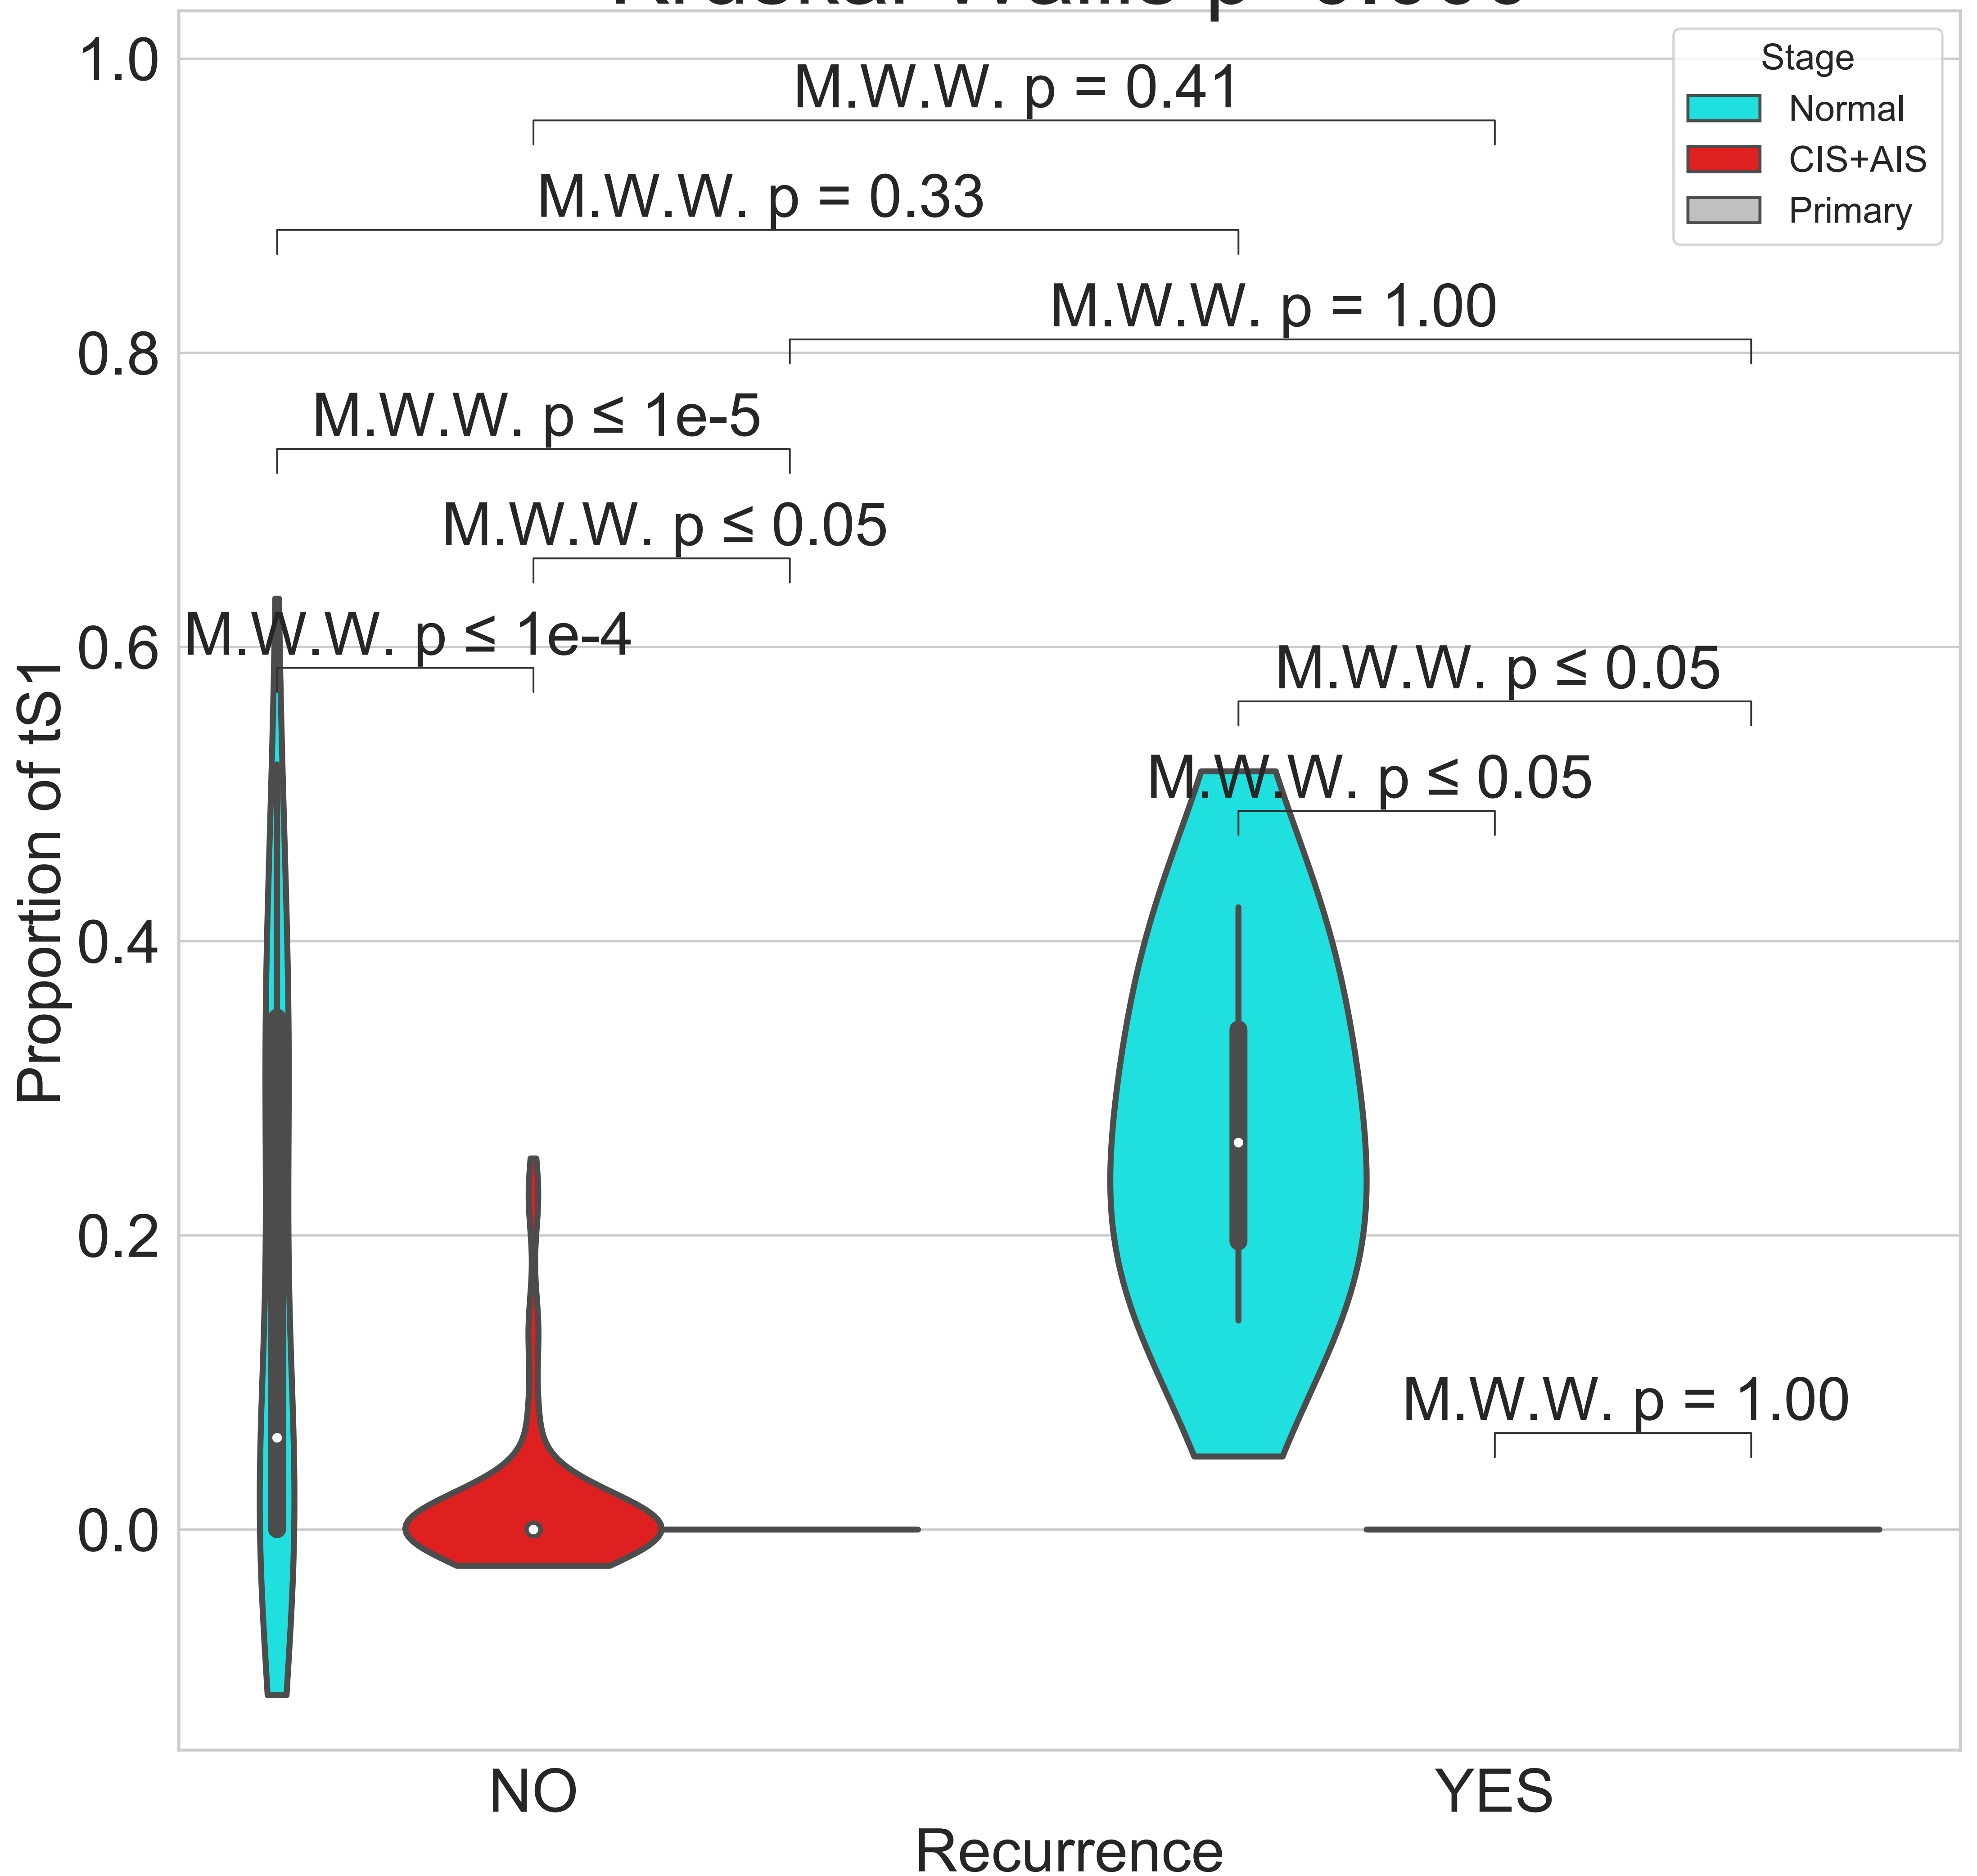 Stage
Normal
CIS+AIS
Primary
M.W.W. p = 0.41
M.W.W. p = 0.33
M.W.W. p = 1.00
M.W.W. p ≤ 1e-5
M.W.W. p ≤ 0.05
M.W.W. p ≤ 1e-4
M.W.W. p ≤ 0.05
M.W.W. p ≤ 0.05
M.W.W. p = 1.00
1.0
0.8
0.6
0.4
0.2
0.0
Proportion of tS1
NO
YES
Recurrence